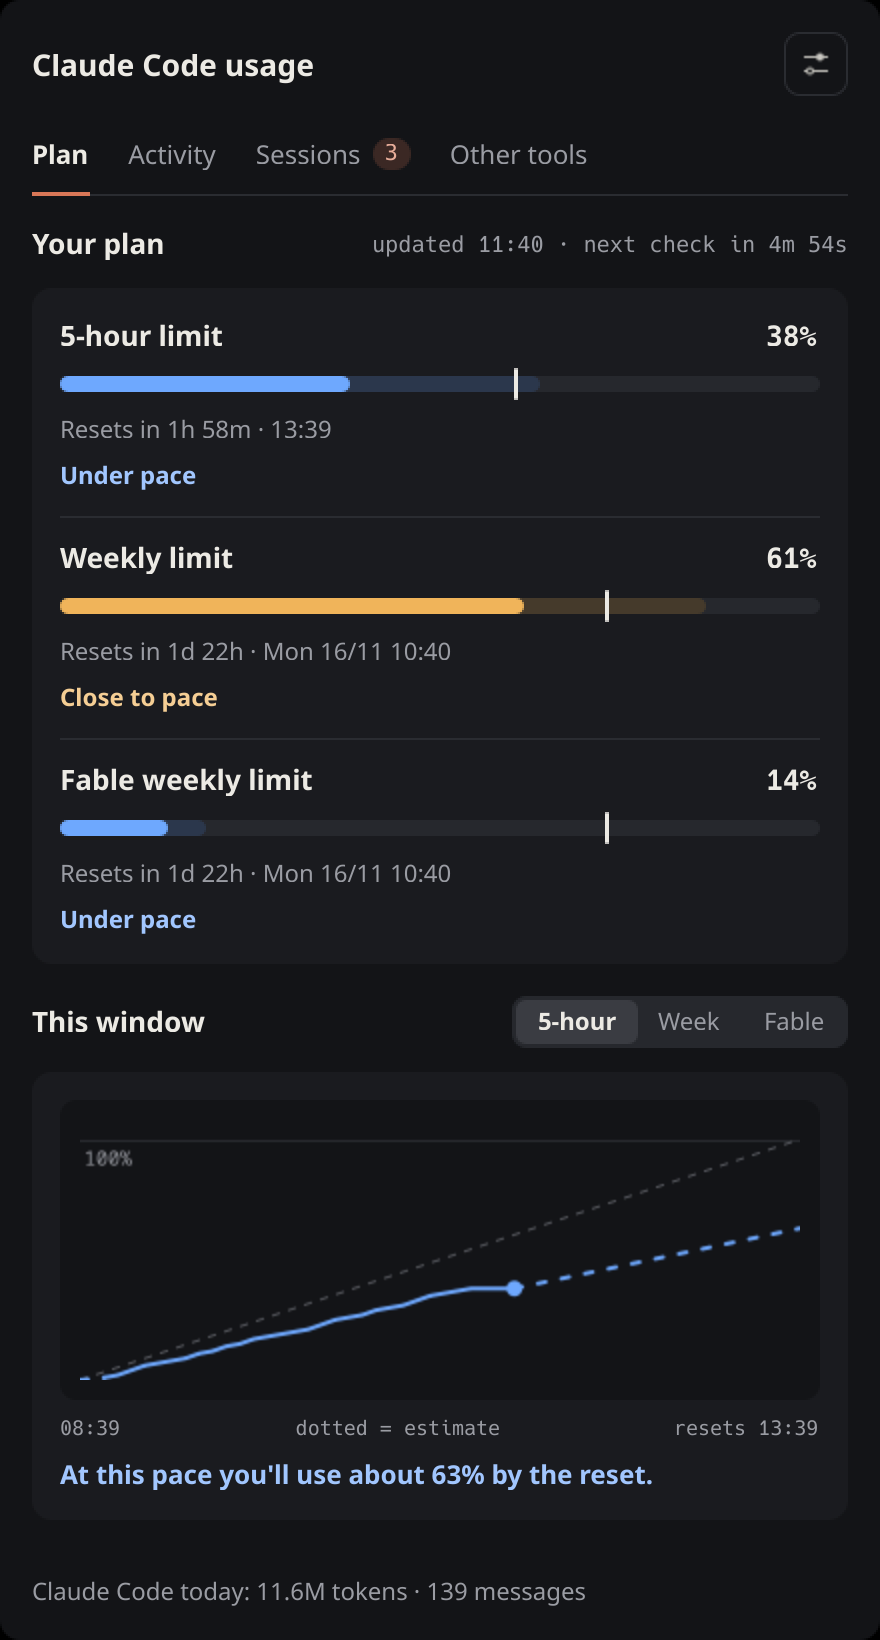 Claude Code usage
Plan Activity Sessions 3 Other tools
Your plan updated 11:40 · next check in 4m 54s
5-hour limit 38%
Resets in 1h 58m · 13:39
Under pace
Weekly limit 61%
Resets in 1d 22h · Mon 16/11 10:40
Close to pace
Fable weekly limit 14%
Resets in 1d 22h · Mon 16/11 10:40
Under pace
This window 5-hour Week Fable
100%
08:39 dotted = estimate resets 13:39
At this pace you'll use about 63% by the reset.
Claude Code today: 11.6M tokens · 139 messages